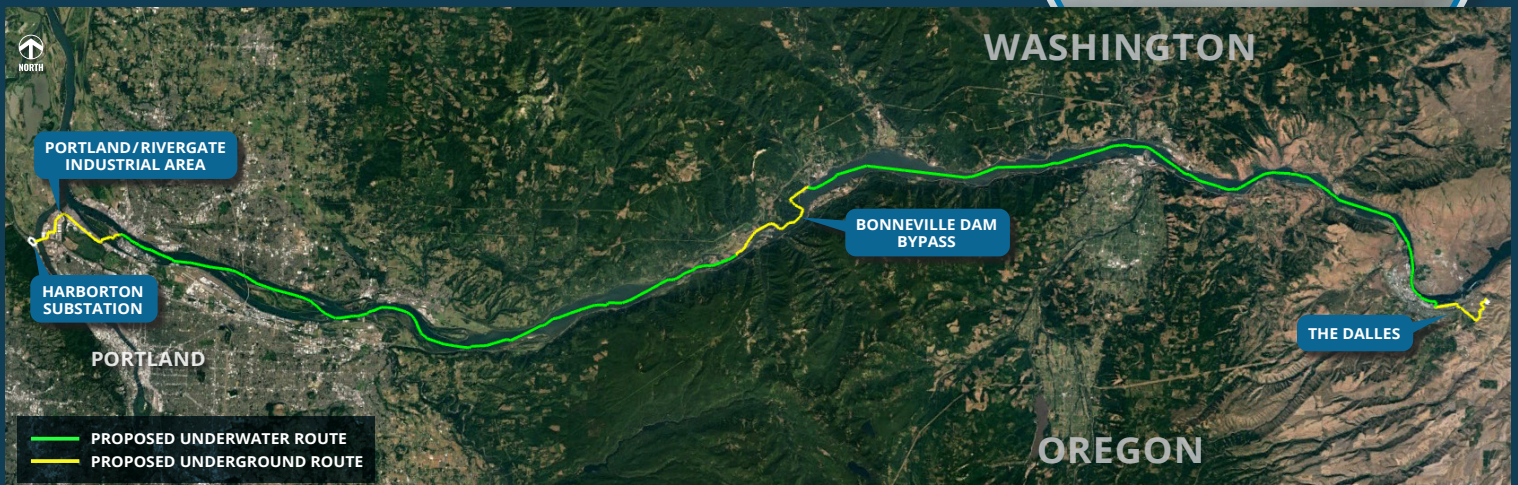 WASHINGTON
NORTH
PORTLAND/RIVERGATE
INDUSTRIAL AREA
BONNEVILLE DAM
BYPASS
HARBORTON
SUBSTATION
THE DALLES
PORTLAND
PROPOSED UNDERWATER ROUTE
PROPOSED UNDERGROUND ROUTE
OREGON